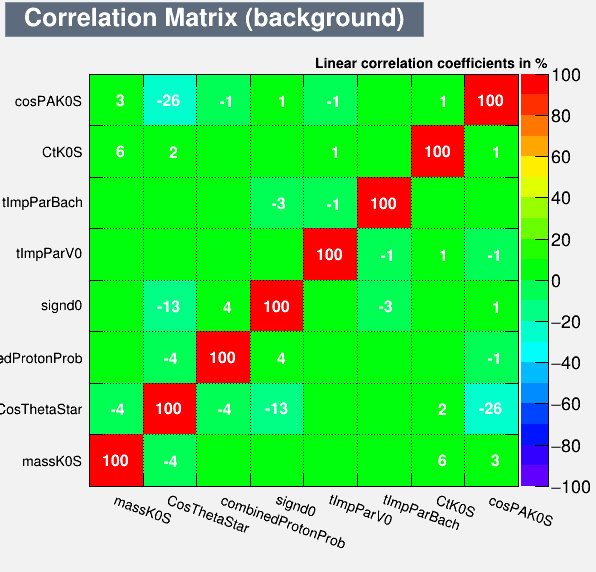 Correlation Matrix (background)
Linear correlation coefficients in %
cosPAK0S 3 -26 -1 1 -1 1 100
CtK0S 6 2 1 100 1
tImpParBach -3 -1 100
tImpParV0 100 -1 1 -1
signd0 -13 4 100 -3 1
edProtonProb -4 100 4 -1
CosThetaStar -4 100 -4 -13 2 -26
massK0S 100 -4 6 3
massK0S CosThetaStar combinedProtonProb signd0 tImpParV0 tImpParBach CtK0S cosPAK0S
100
80
60
40
20
0
−20
−40
−60
−80
−100